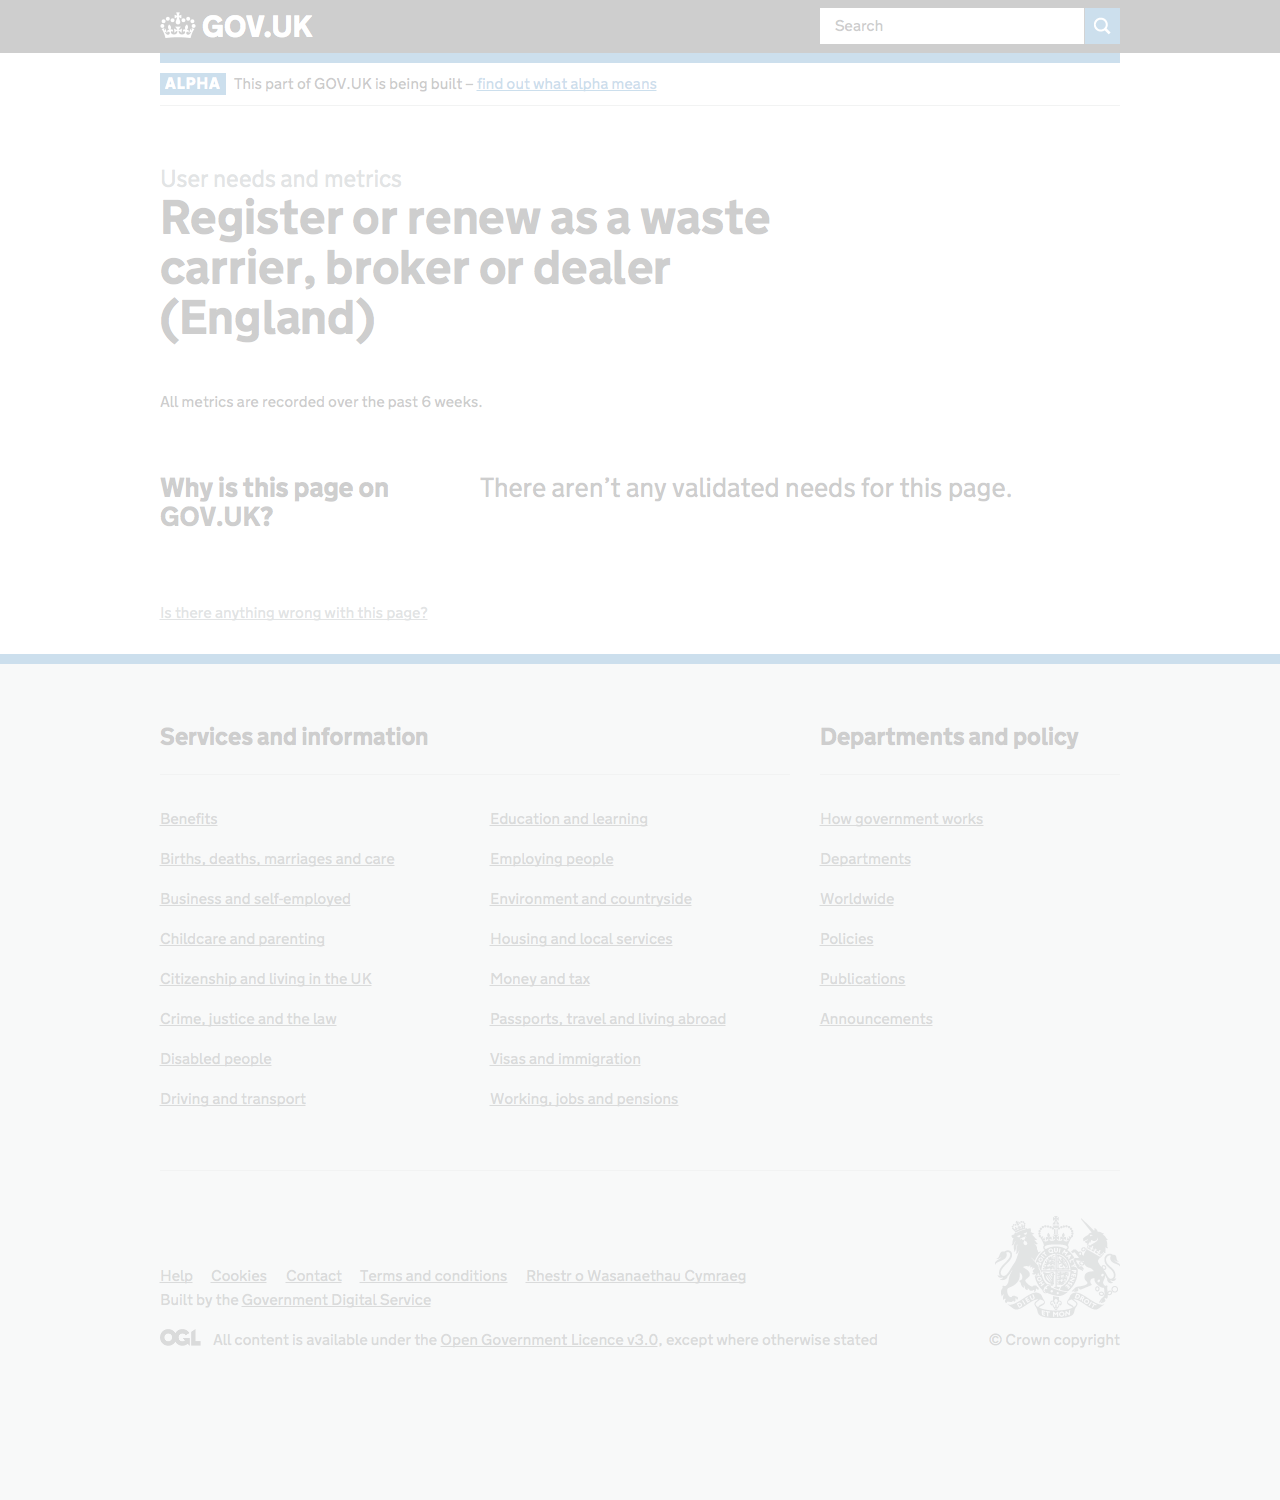 GOV.UK
Search
ALPHA This part of GOV.UK is being built – find out what alpha means
User needs and metrics
Register or renew as a waste
carrier, broker or dealer
(England)
All metrics are recorded over the past 6 weeks.
Why is this page on
GOV.UK?
There aren’t any validated needs for this page.
Is there anything wrong with this page?
Services and information
Benefits
Births, deaths, marriages and care
Business and self-employed
Childcare and parenting
Citizenship and living in the UK
Crime, justice and the law
Disabled people
Driving and transport
Education and learning
Employing people
Environment and countryside
Housing and local services
Money and tax
Passports, travel and living abroad
Visas and immigration
Working, jobs and pensions
Departments and policy
How government works
Departments
Worldwide
Policies
Publications
Announcements
Help Cookies Contact Terms and conditions Rhestr o Wasanaethau Cymraeg
Built by the Government Digital Service
OGL All content is available under the Open Government Licence v3.0, except where otherwise stated
© Crown copyright